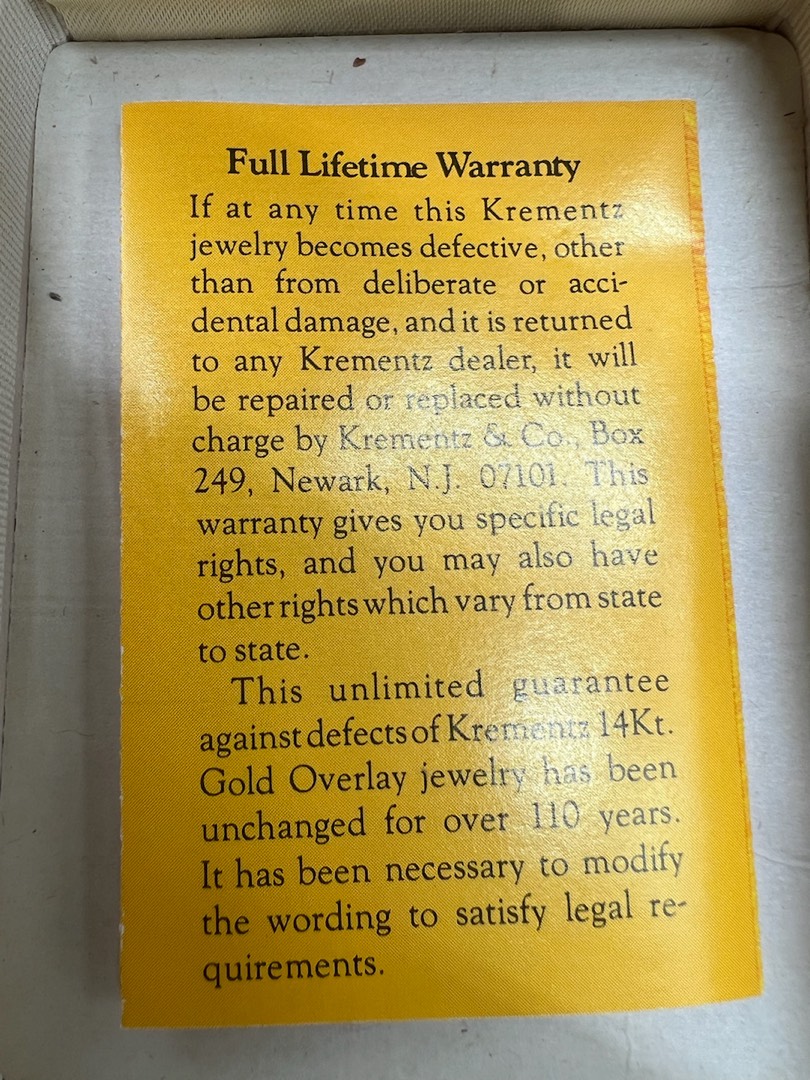 Full Lifetime Warranty
If at any time this Krementz
jewelry becomes defective, other
than from deliberate or acci-
dental damage, and it is returned
to any Krementz dealer, it will
be repaired or replaced without
charge by Krementz & Co., Box
249, Newark, N.J. 07101. This
warranty gives you specific legal
rights, and you may also have
other rights which vary from state
to state.
This unlimited guarantee
against defects of Krementz 14Kt.
Gold Overlay jewelry has been
unchanged for over 110 years.
It has been necessary to modify
the wording to satisfy legal re-
quirements.